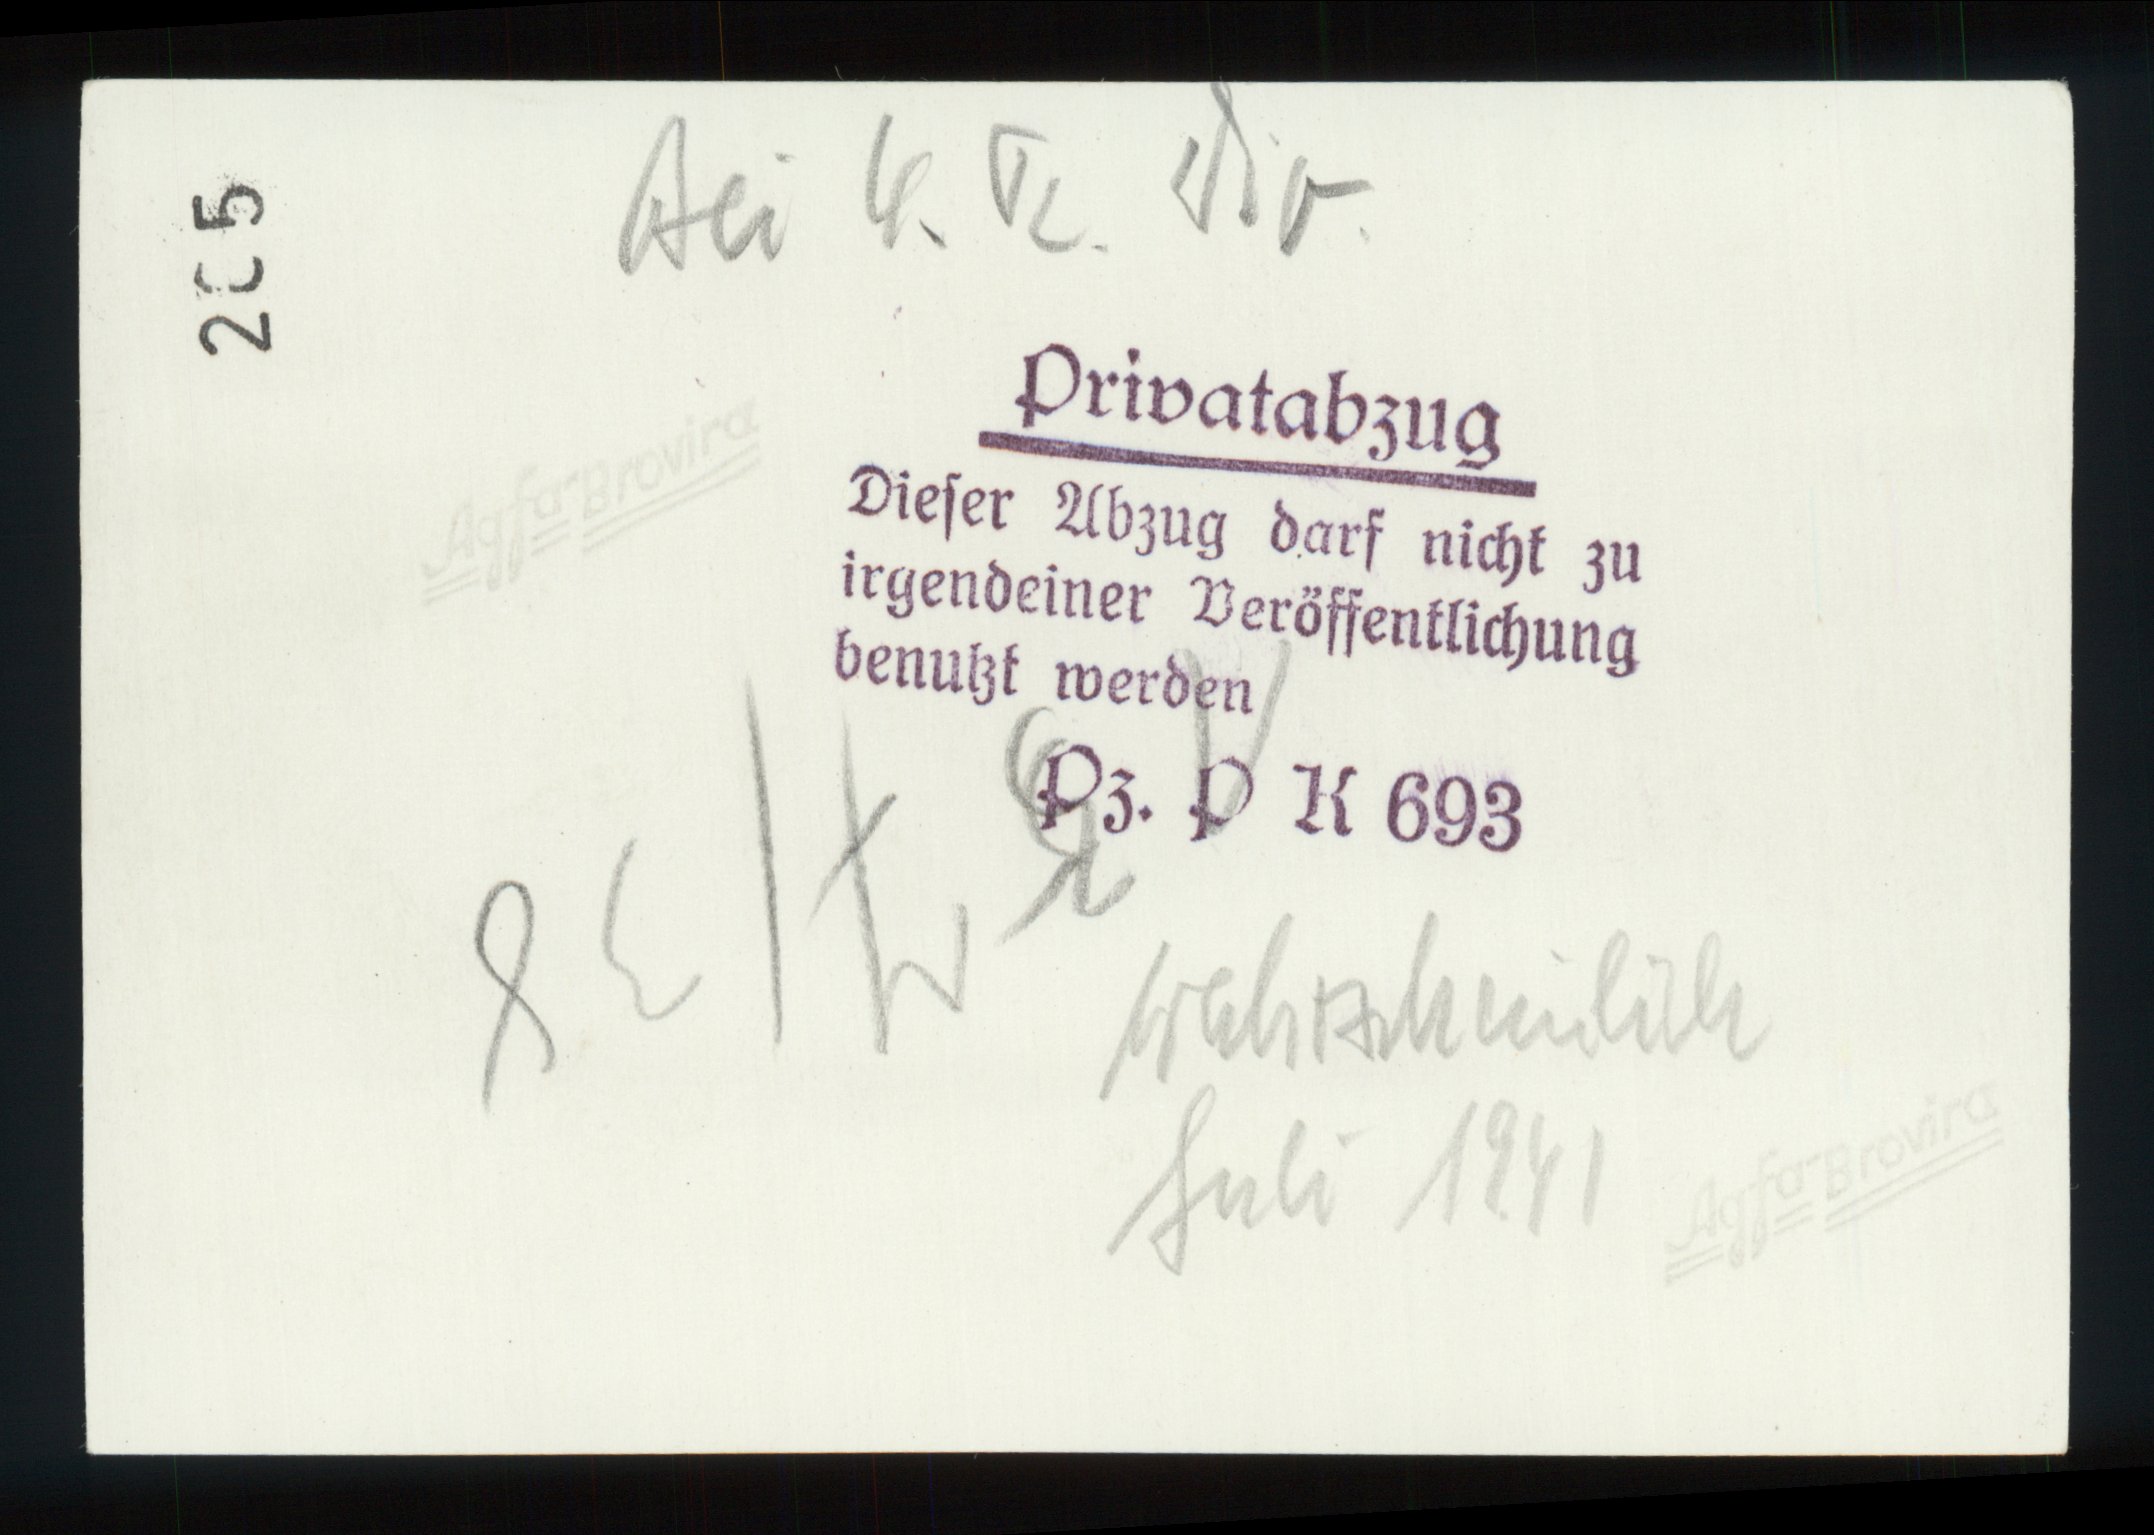 205
Bei 4. Pz. Div.
Privatabzug
Dieser Abzug darf nicht zu
irgendeiner Veröffentlichung
benutzt werden
Pz. P K 693
wahrscheinlich
Juli 1941
Agfa-Brovira
Agfa-Brovira